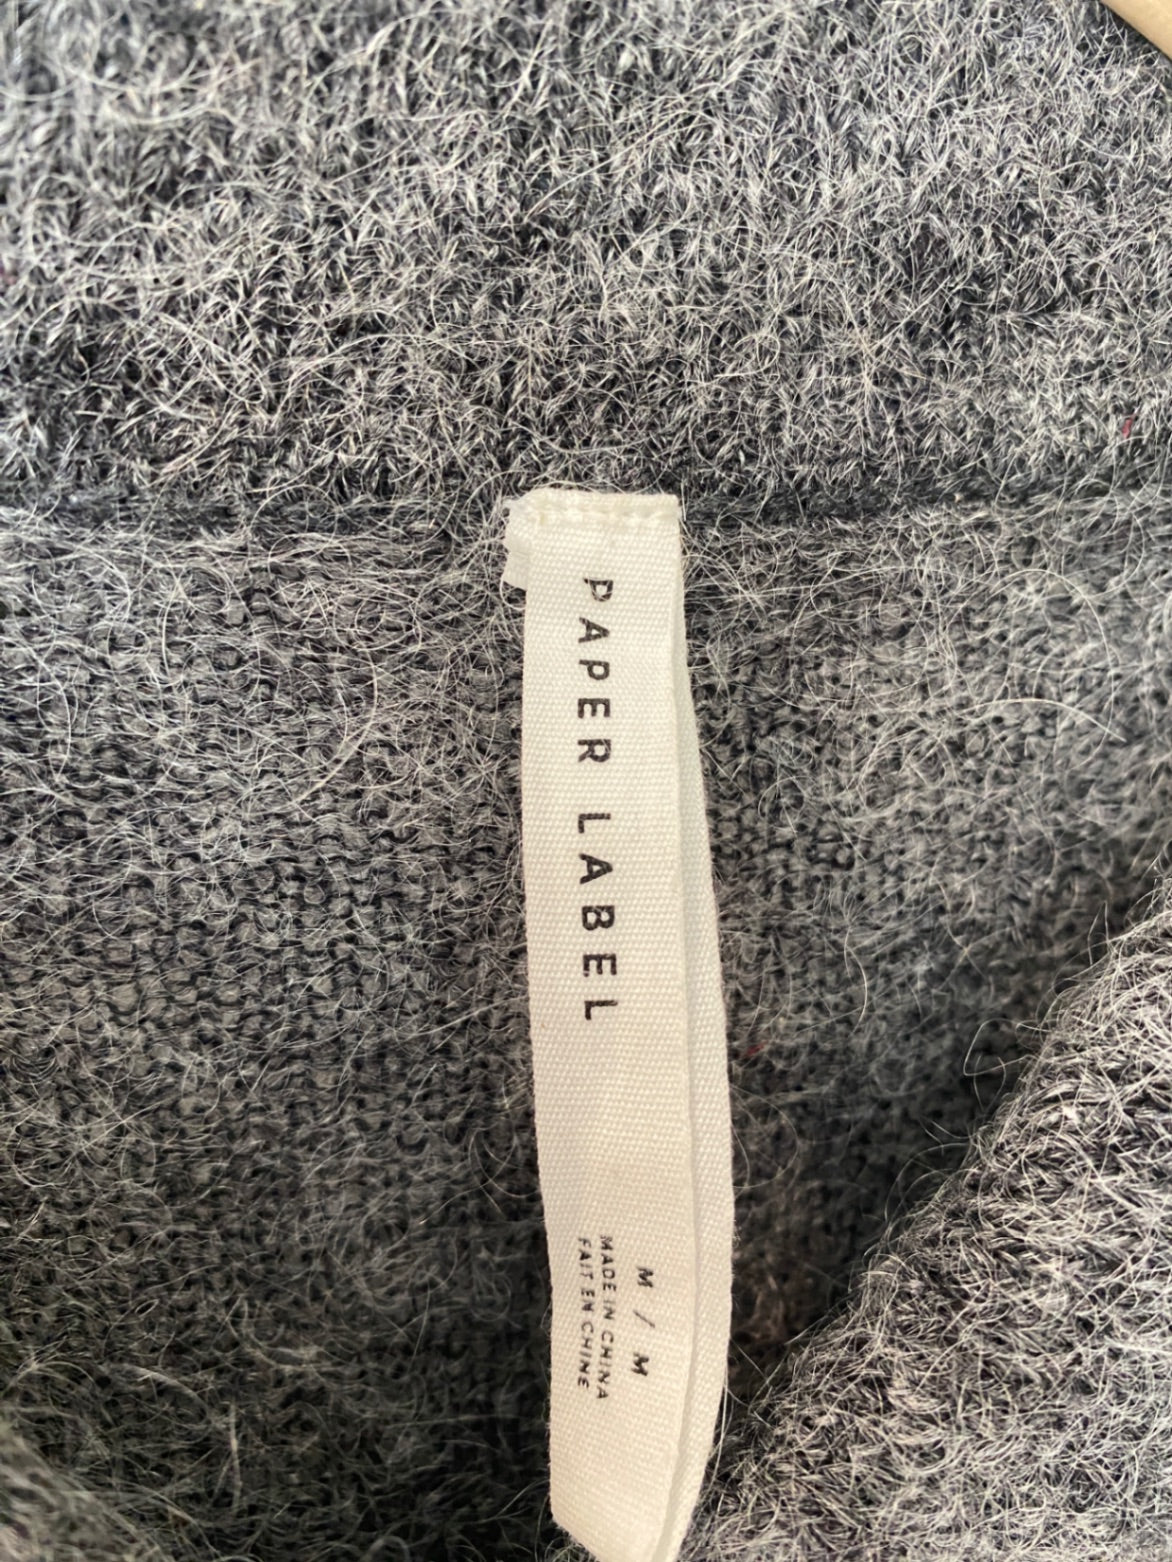 PAPER LABEL
M / M
MADE IN CHINA
FAIT EN CHINE